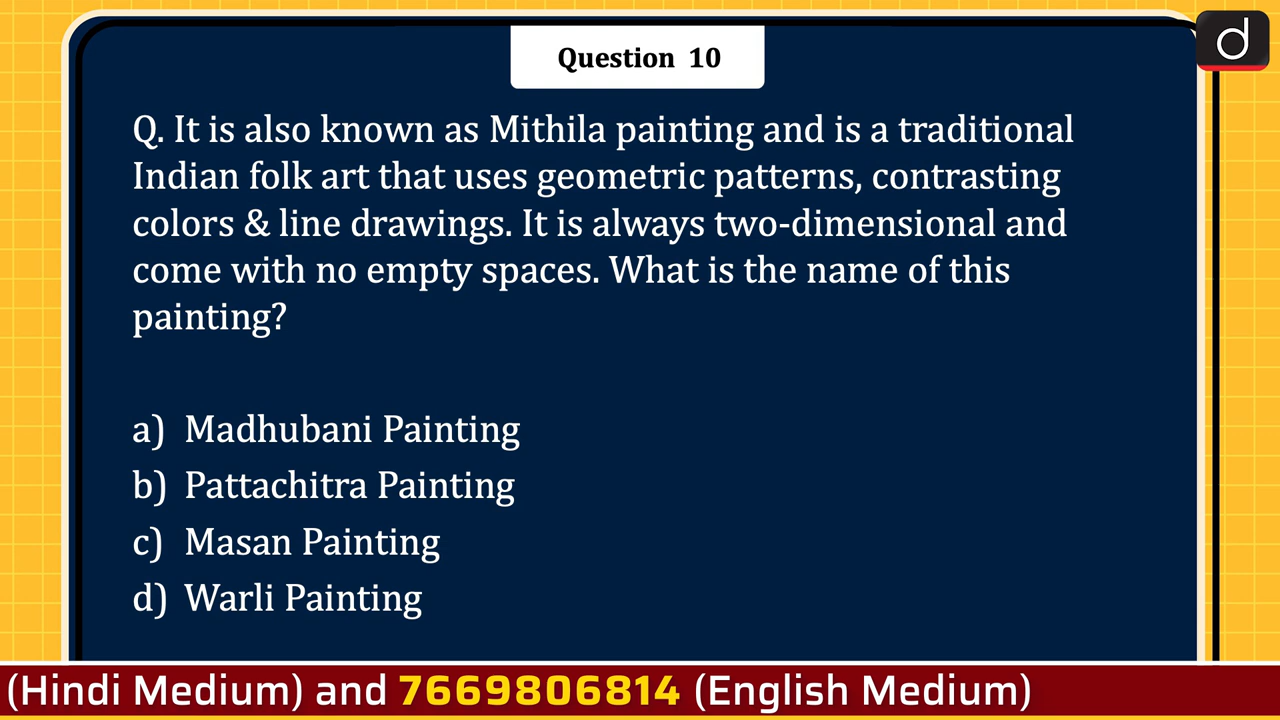 Question 10
d
Q. It is also known as Mithila painting and is a traditional
Indian folk art that uses geometric patterns, contrasting
colors & line drawings. It is always two-dimensional and
come with no empty spaces. What is the name of this
painting?
a) Madhubani Painting
b) Pattachitra Painting
c) Masan Painting
d) Warli Painting
(Hindi Medium) and 7669806814 (English Medium)